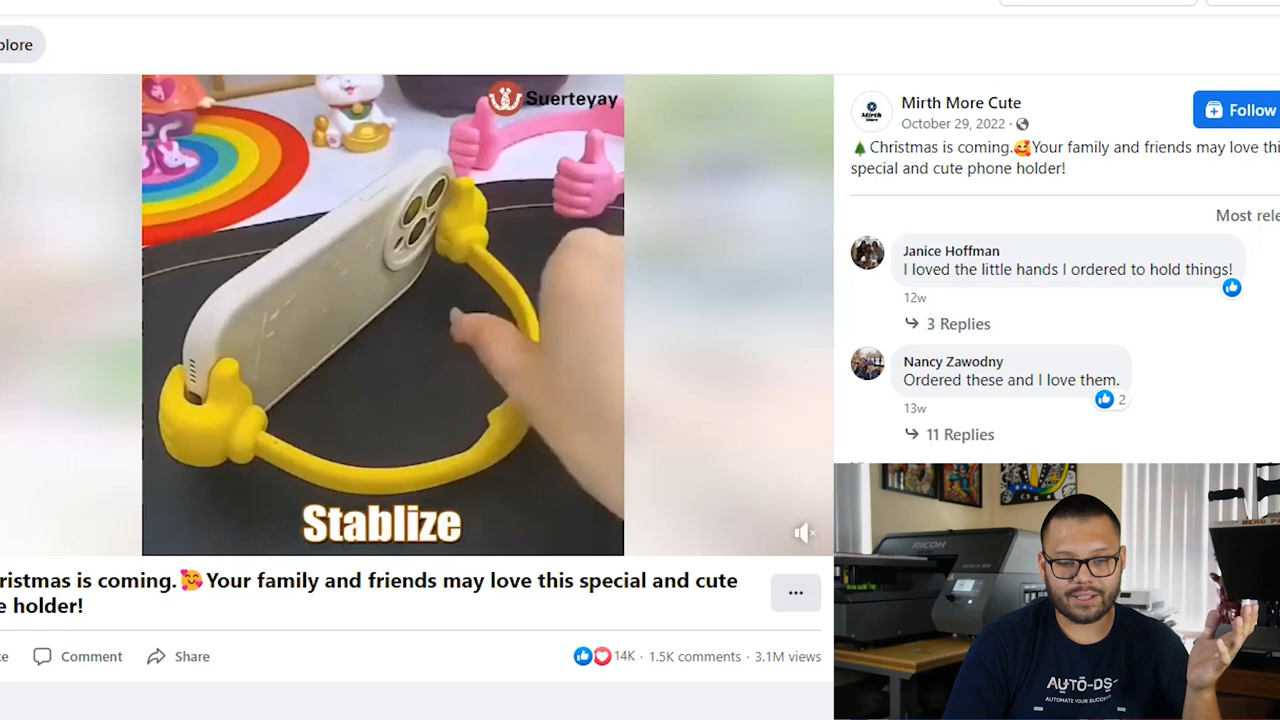 plore
Suerteyay
Stablize
Mirth More Cute
October 29, 2022 ·
Follow
🎄Christmas is coming.🥰Your family and friends may love thi
special and cute phone holder!
Most rele
Janice Hoffman
I loved the little hands I ordered to hold things!
12w
3 Replies
Nancy Zawodny
Ordered these and I love them.
2
13w
11 Replies
ristmas is coming.🥰Your family and friends may love this special and cute
e holder!
...
ke
Comment
Share
14K · 1.5K comments · 3.1M views
RICOH
AUTO-DS
AUTOMATE YOUR SUCCESS